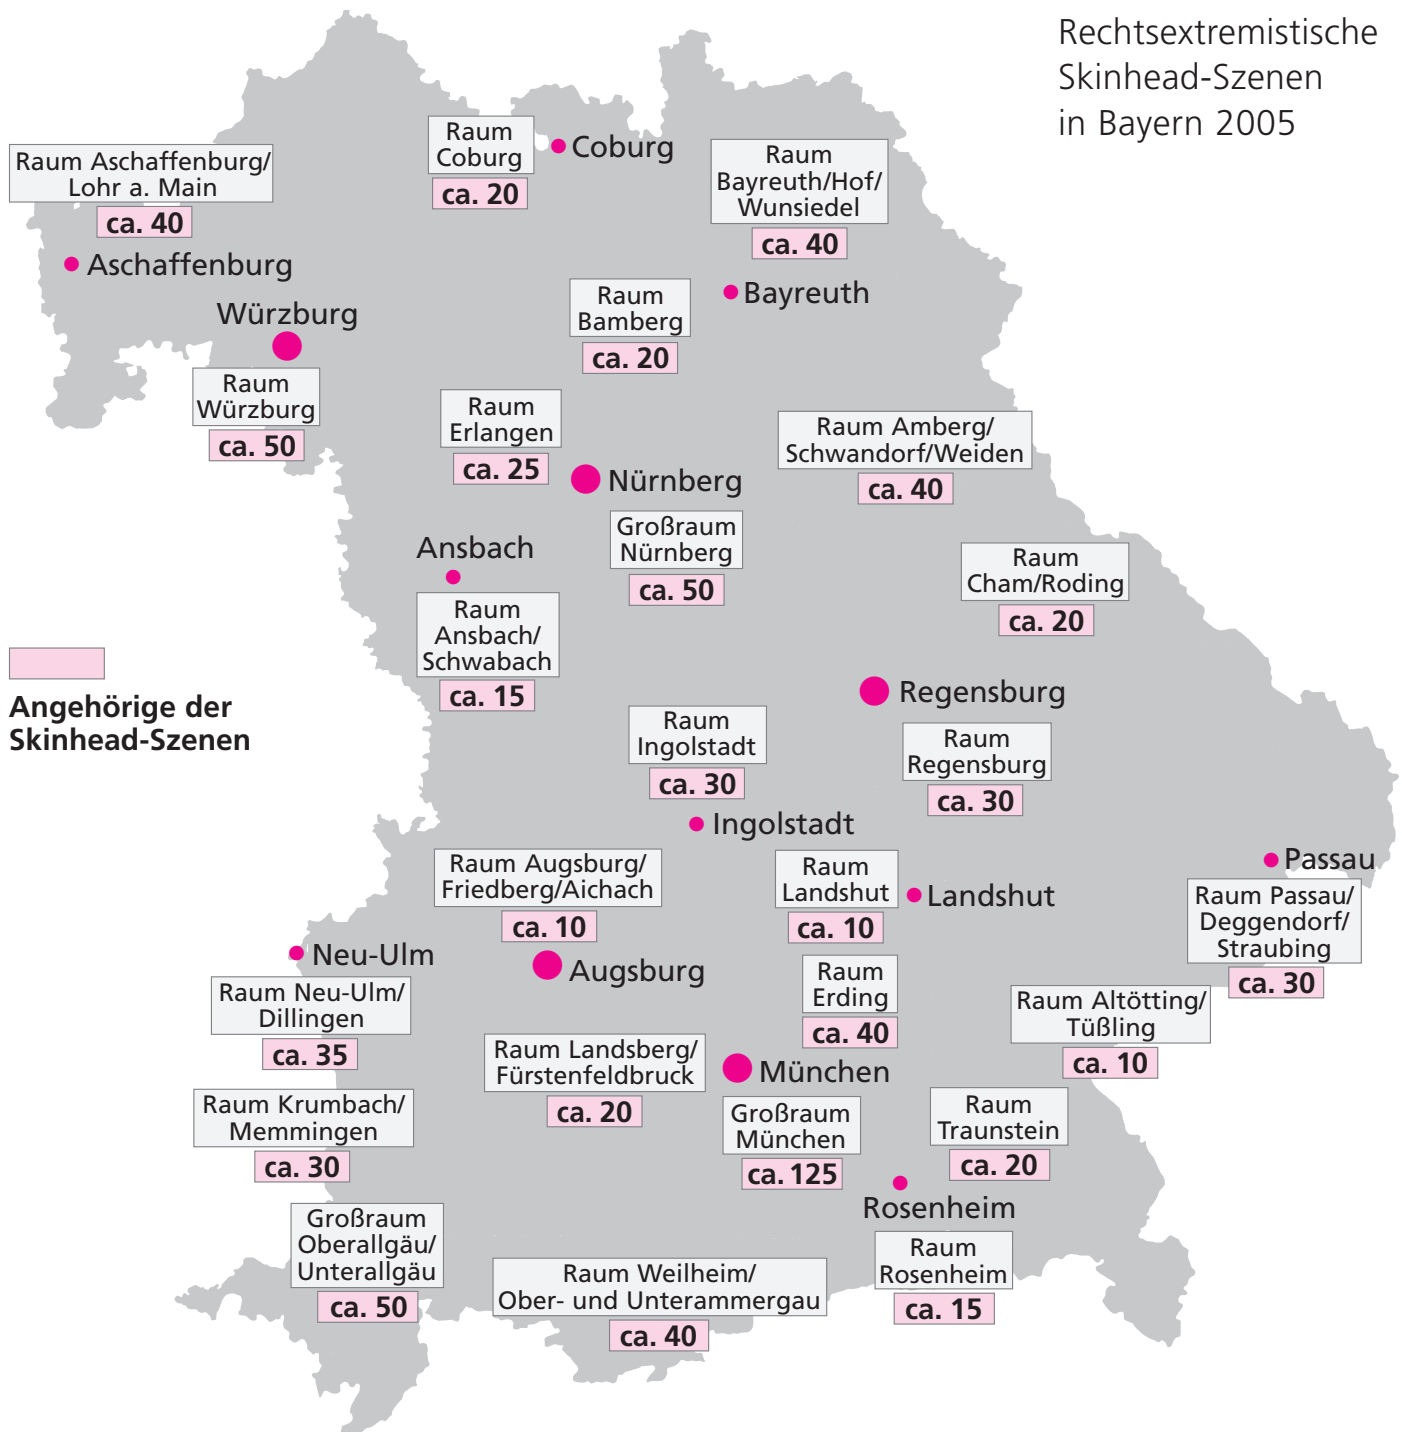 Rechtsextremistische
Skinhead-Szenen
in Bayern 2005
Raum Aschaffenburg/
Lohr a. Main
ca. 40
Aschaffenburg
Raum
Coburg
ca. 20
Coburg
Raum
Bayreuth/Hof/
Wunsiedel
ca. 40
Bayreuth
Würzburg
Raum
Würzburg
ca. 50
Raum
Bamberg
ca. 20
Raum
Erlangen
ca. 25
Nürnberg
Großraum
Nürnberg
ca. 50
Raum Amberg/
Schwandorf/Weiden
ca. 40
Ansbach
Raum
Ansbach/
Schwabach
ca. 15
Raum
Cham/Roding
ca. 20
Angehörige der
Skinhead-Szenen
Regensburg
Raum
Regensburg
ca. 30
Raum
Ingolstadt
ca. 30
Ingolstadt
Raum Augsburg/
Friedberg/Aichach
ca. 10
Augsburg
Raum
Landshut
ca. 10
Landshut
Passau
Raum Passau/
Deggendorf/
Straubing
ca. 30
Neu-Ulm
Raum Neu-Ulm/
Dillingen
ca. 35
Raum
Erding
ca. 40
Raum Altötting/
Tüßling
ca. 10
Raum Landsberg/
Fürstenfeldbruck
ca. 20
München
Großraum
München
ca. 125
Raum Krumbach/
Memmingen
ca. 30
Raum
Traunstein
ca. 20
Rosenheim
Raum
Rosenheim
ca. 15
Großraum
Oberallgäu/
Unterallgäu
ca. 50
Raum Weilheim/
Ober- und Unterammergau
ca. 40